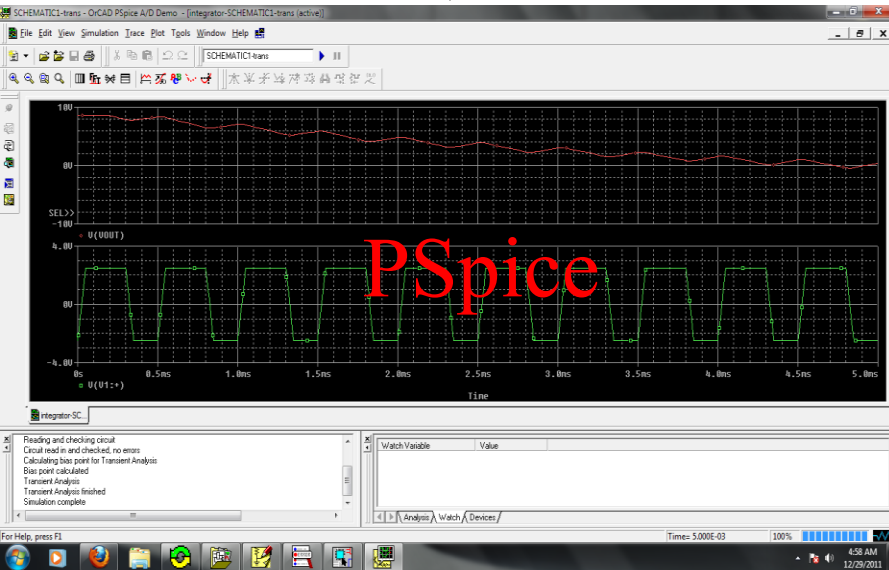 SCHEMATIC1-trans - OrCAD PSpice A/D Demo - [integrator-SCHEMATIC1-trans (active)]
File Edit View Simulation Trace Plot Tools Window Help
SCHEMATIC1-trans
10V
0V
SEL>>
-10V
V(VOUT)
4.0V
0V
-4.0V
0s 0.5ms 1.0ms 1.5ms 2.0ms 2.5ms 3.0ms 3.5ms 4.0ms 4.5ms 5.0ms
V(V1:+)
Time
PSpice
integrator-SC...
Reading and checking circuit
Circuit read in and checked, no errors
Calculating bias point for Transient Analysis
Bias point calculated
Transient Analysis
Transient Analysis finished
Simulation complete
Watch Variable Value
Analysis Watch Devices
For Help, press F1
Time= 5.000E-03 100%
4:58 AM
12/29/2011